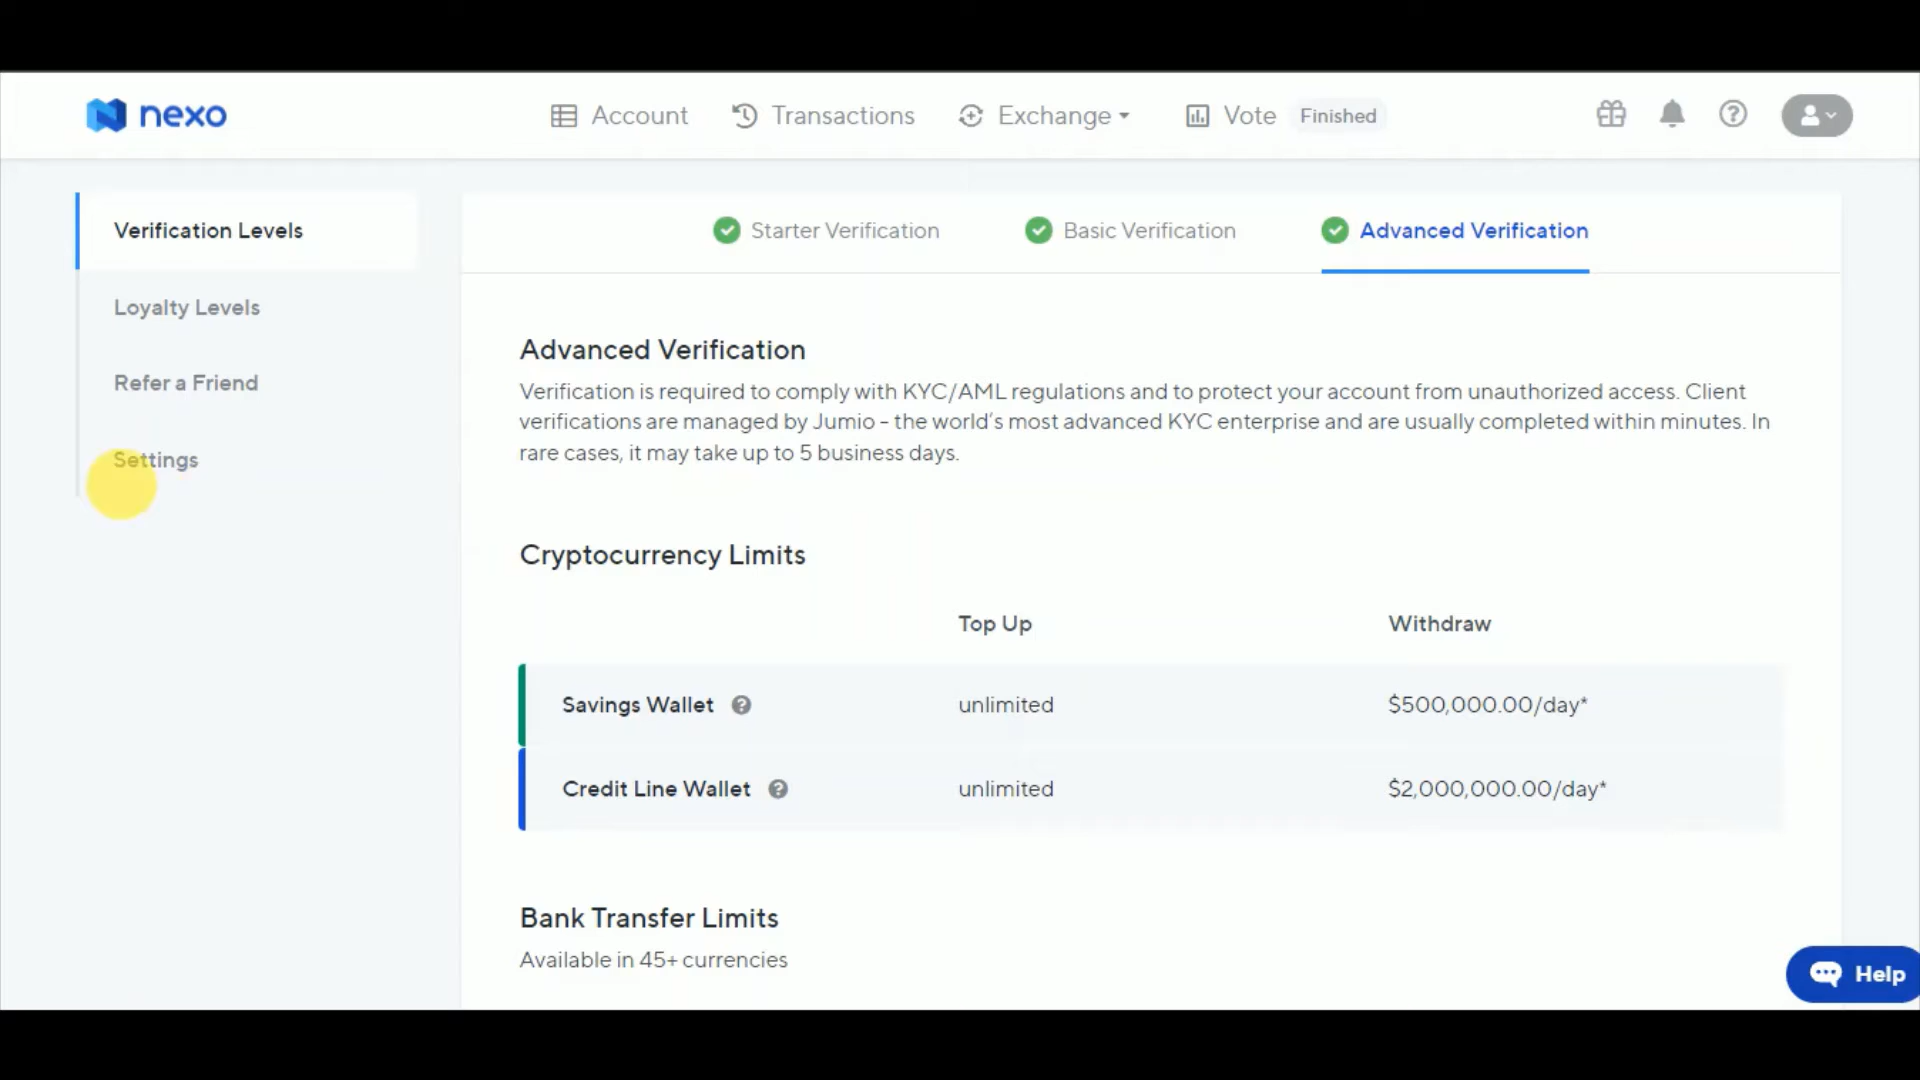 nexo
Account
Transactions
Exchange
Vote
Finished
Verification Levels
Loyalty Levels
Refer a Friend
Settings
Starter Verification
Basic Verification
Advanced Verification
Advanced Verification
Verification is required to comply with KYC/AML regulations and to protect your account from unauthorized access. Client
verifications are managed by Jumio - the world's most advanced KYC enterprise and are usually completed within minutes. In
rare cases, it may take up to 5 business days.
Cryptocurrency Limits
Top Up
Withdraw
Savings Wallet ?
unlimited
$500,000.00/day*
Credit Line Wallet ?
unlimited
$2,000,000.00/day*
Bank Transfer Limits
Available in 45+ currencies
Help